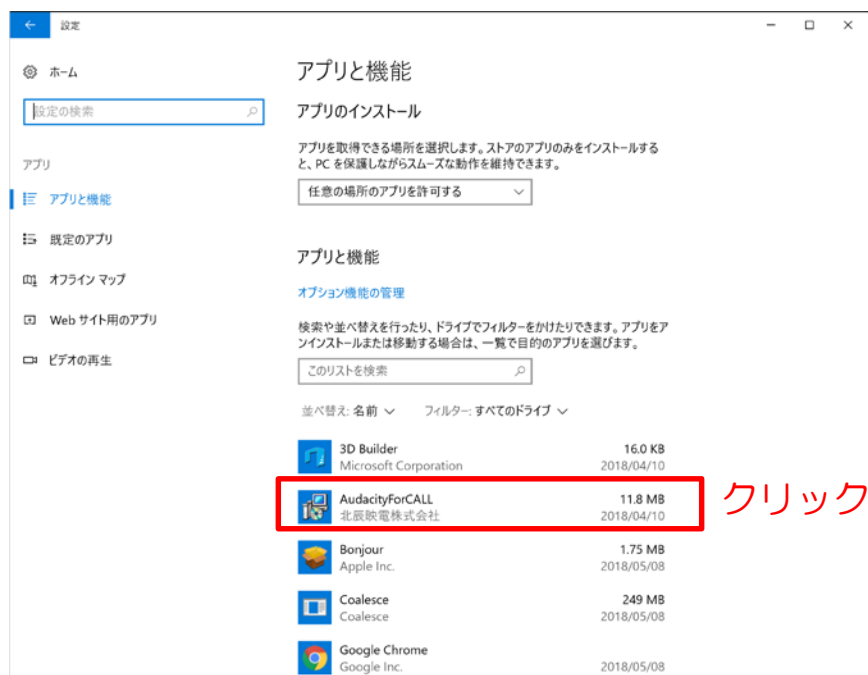 設定
ホーム
設定の検索
アプリ
アプリと機能
既定のアプリ
オフライン マップ
Web サイト用のアプリ
ビデオの再生
アプリと機能
アプリのインストール
アプリを取得できる場所を選択します。ストアのアプリのみをインストールする
と、PC を保護しながらスムーズな動作を維持できます。
任意の場所のアプリを許可する
アプリと機能
オプション機能の管理
検索や並べ替えを行ったり、ドライブでフィルターをかけたりできます。アプリをア
ンインストールまたは移動する場合は、一覧で目的のアプリを選びます。
このリストを検索
並べ替え: 名前 フィルター: すべてのドライブ
3D Builder 16.0 KB
Microsoft Corporation 2018/04/10
AudacityForCALL 11.8 MB
北辰映電株式会社 2018/04/10
クリック
Bonjour 1.75 MB
Apple Inc. 2018/05/08
Coalesce 249 MB
Coalesce 2018/05/08
Google Chrome
Google Inc. 2018/05/08